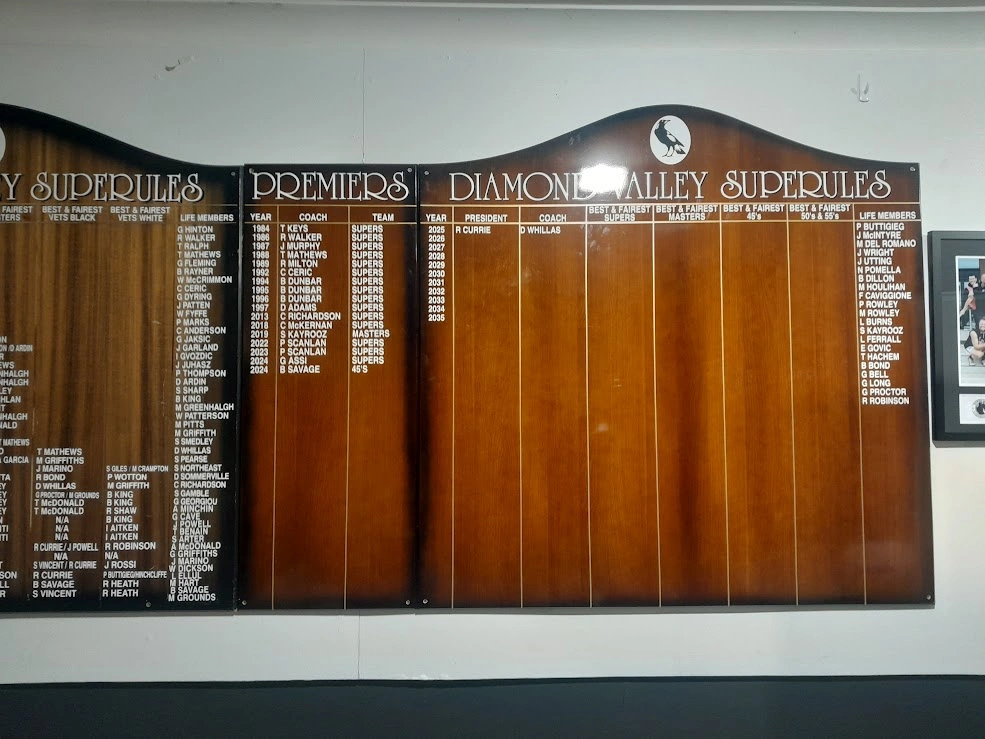 Y SUPERULES
FAIREST
TERS
BEST & FAIREST
VETS BLACK
BEST & FAIREST
VETS WHITE
LIFE MEMBERS
G HINTON
R WALKER
T RALPH
T MATHEWS
G FLEMING
B RAYNER
W McCRIMMON
C CERIC
G DYRING
J PATTEN
W FYFFE
P MARKS
C ANDERSON
G JAKSIC
J GARLAND
I GVOZDIC
J JUHASZ
P THOMPSON
D ARDIN
S SHARP
B KING
M GREENHALGH
W PATTERSON
M PITTS
M GRIFFITH
S SMEDLEY
D WHILLAS
S PEARSE
S NORTHEAST
D SOMMERVILLE
C RICHARDSON
S GAMBLE
G GEORGIOU
A MINCHIN
G CAVE
J POWELL
T BENAIN
S ARTER
A McDONALD
G GRIFFITHS
J MARINO
W DICKSON
L ELLUL
M HART
B SAVAGE
M GROUNDS
T MATHEWS
M GRIFFITHS
J MARINO
R BOND
D WHILLAS
G PROCTOR / M GROUNDS
T McDONALD
T McDONALD
N/A
N/A
N/A
R CURRIE / J POWELL
N/A
S VINCENT / R CURRIE
R CURRIE
B SAVAGE
S VINCENT
S GILES / M CRAMPTON
P WOTTON
M GRIFFITH
B KING
B KING
R SHAW
B KING
I AITKEN
I AITKEN
R ROBINSON
N/A
J ROSSI
P BUTTIGIEG/HINCHCLIFFE
R HEATH
R HEATH
PREMIERS
YEAR COACH TEAM
1984 T KEYS SUPERS
1986 R WALKER SUPERS
1987 J MURPHY SUPERS
1988 T MATHEWS SUPERS
1989 R MILTON SUPERS
1992 C CERIC SUPERS
1994 B DUNBAR SUPERS
1995 B DUNBAR SUPERS
1996 B DUNBAR SUPERS
1997 D ADAMS SUPERS
2013 C RICHARDSON SUPERS
2018 C McKERNAN SUPERS
2019 S KAYROOZ MASTERS
2022 P SCANLAN SUPERS
2023 P SCANLAN SUPERS
2024 G ASSI SUPERS
2024 B SAVAGE 45'S
DIAMOND VALLEY SUPERULES
YEAR
PRESIDENT
COACH
BEST & FAIREST
SUPERS
BEST & FAIREST
MASTERS
BEST & FAIREST
45's
BEST & FAIREST
50's & 55's
LIFE MEMBERS
2025 R CURRIE D WHILLAS
2026
2027
2028
2029
2030
2031
2032
2033
2034
2035
P BUTTIGIEG
J McINTYRE
M DEL ROMANO
J WRIGHT
J UTTING
N POMELLA
B DILLON
M HOULIHAN
F CAVIGGIONE
P ROWLEY
M ROWLEY
L BURNS
S KAYROOZ
L FERRALL
E GOVIC
T HACHEM
B BOND
G BELL
G LONG
G PROCTOR
R ROBINSON